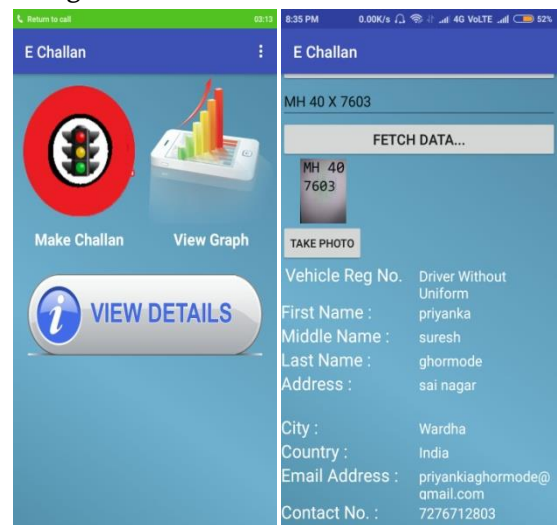 Return to call 03:13
E Challan
Make Challan View Graph
VIEW DETAILS
8:35 PM 0.00K/s 4G VoLTE 52%
E Challan
MH 40 X 7603
FETCH DATA...
MH 40
7603
TAKE PHOTO
Vehicle Reg No. Driver Without
Uniform
First Name : priyanka
Middle Name : suresh
Last Name : ghormode
Address : sai nagar
City : Wardha
Country : India
Email Address : priyankiaghormode@
gmail.com
Contact No. : 7276712803